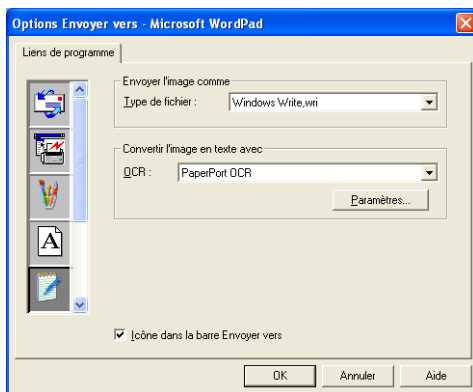 Options Envoyer vers - Microsoft WordPad
Liens de programme
Envoyer l'image comme
Type de fichier : Windows Write,wri
Convertir l'image en texte avec
OCR : PaperPort OCR
Paramètres...
A
Icône dans la barre Envoyer vers
OK Annuler Aide